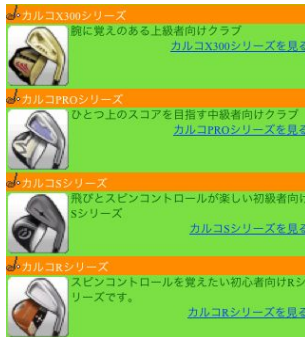 カルコX300シリーズ
腕に覚えのある上級者向けクラブ
カルコX300シリーズを見る
カルコPROシリーズ
ひとつ上のスコアを目指す中級者向けクラブ
カルコPROシリーズを見る
カルコSシリーズ
飛びとスピンコントロールが楽しい初級者向け
Sシリーズ
カルコSシリーズを見る
カルコRシリーズ
スピンコントロールを覚えたい初心者向けRシ
リーズです。
カルコRシリーズを見る